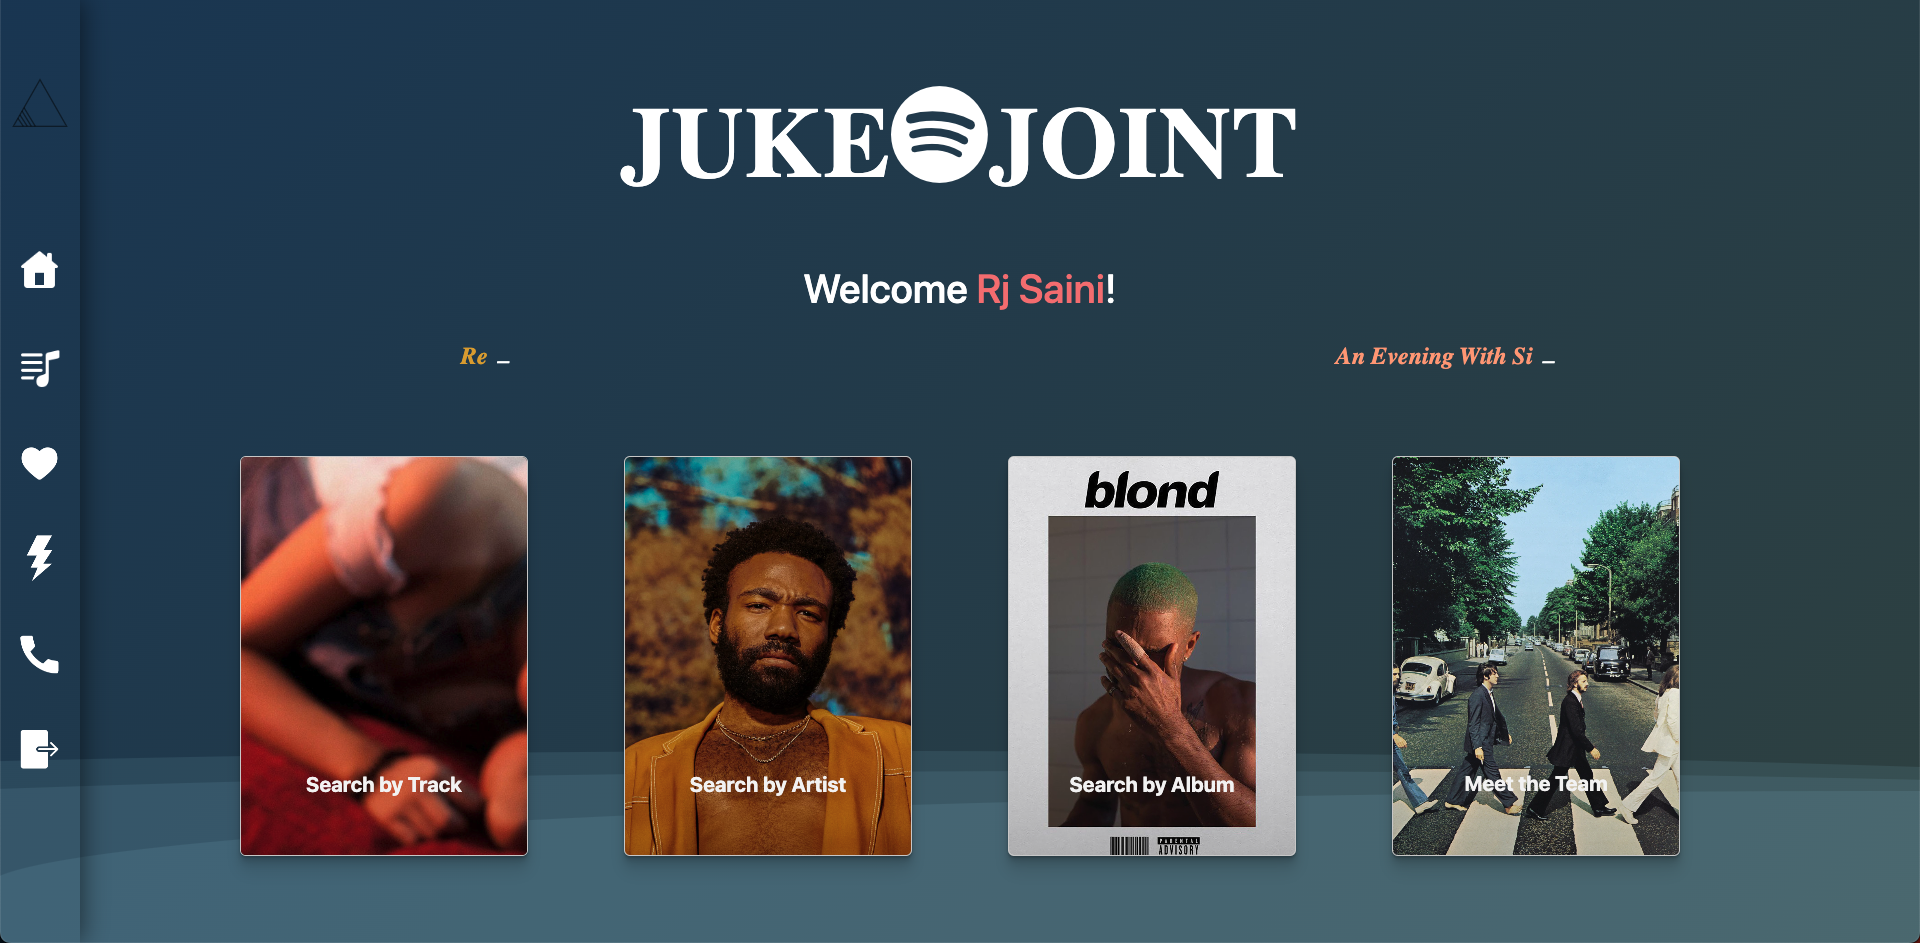 JUKE JOINT
Welcome Rj Saini!
Re _
An Evening With Si _
blond
Search by Track
Search by Artist
Search by Album
Meet the Team
PARENTAL
ADVISORY